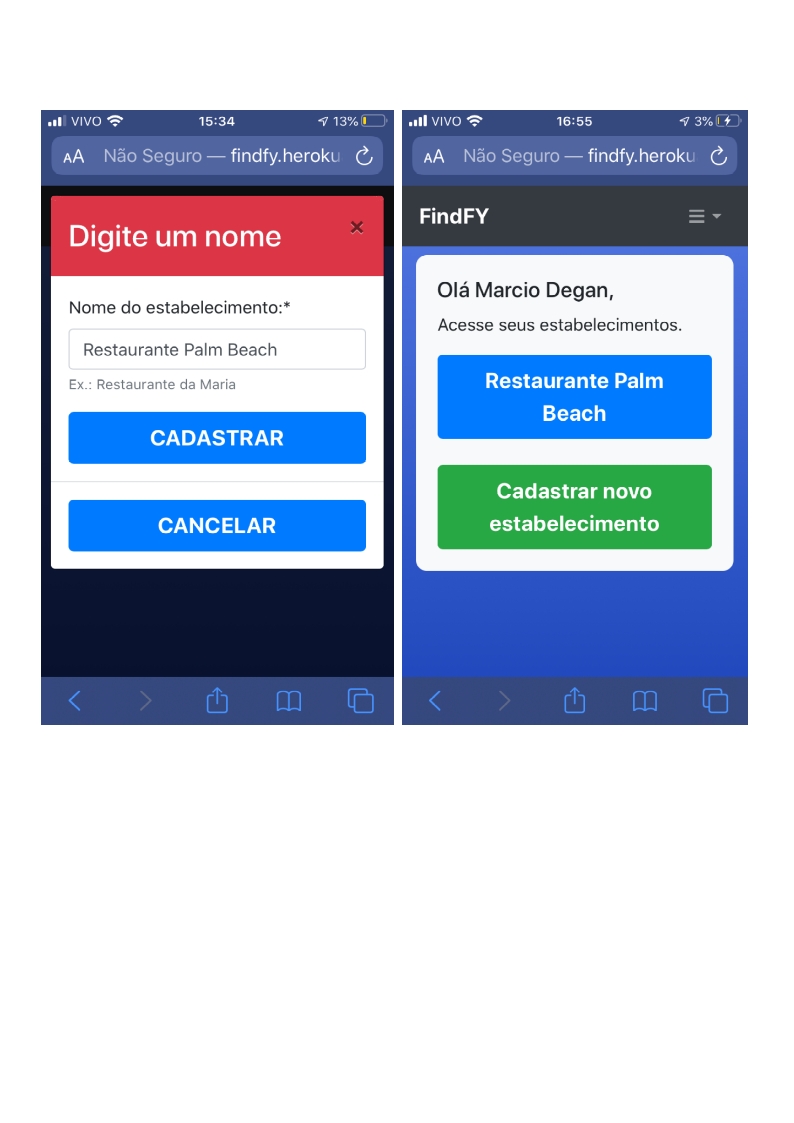 VIVO 15:34 13%
AA Não Seguro — findfy.heroku
Digite um nome ×
Nome do estabelecimento:*
Restaurante Palm Beach
Ex.: Restaurante da Maria
CADASTRAR
CANCELAR
VIVO 16:55 3%
AA Não Seguro — findfy.heroku
FindFY
Olá Marcio Degan,
Acesse seus estabelecimentos.
Restaurante Palm
Beach
Cadastrar novo
estabelecimento